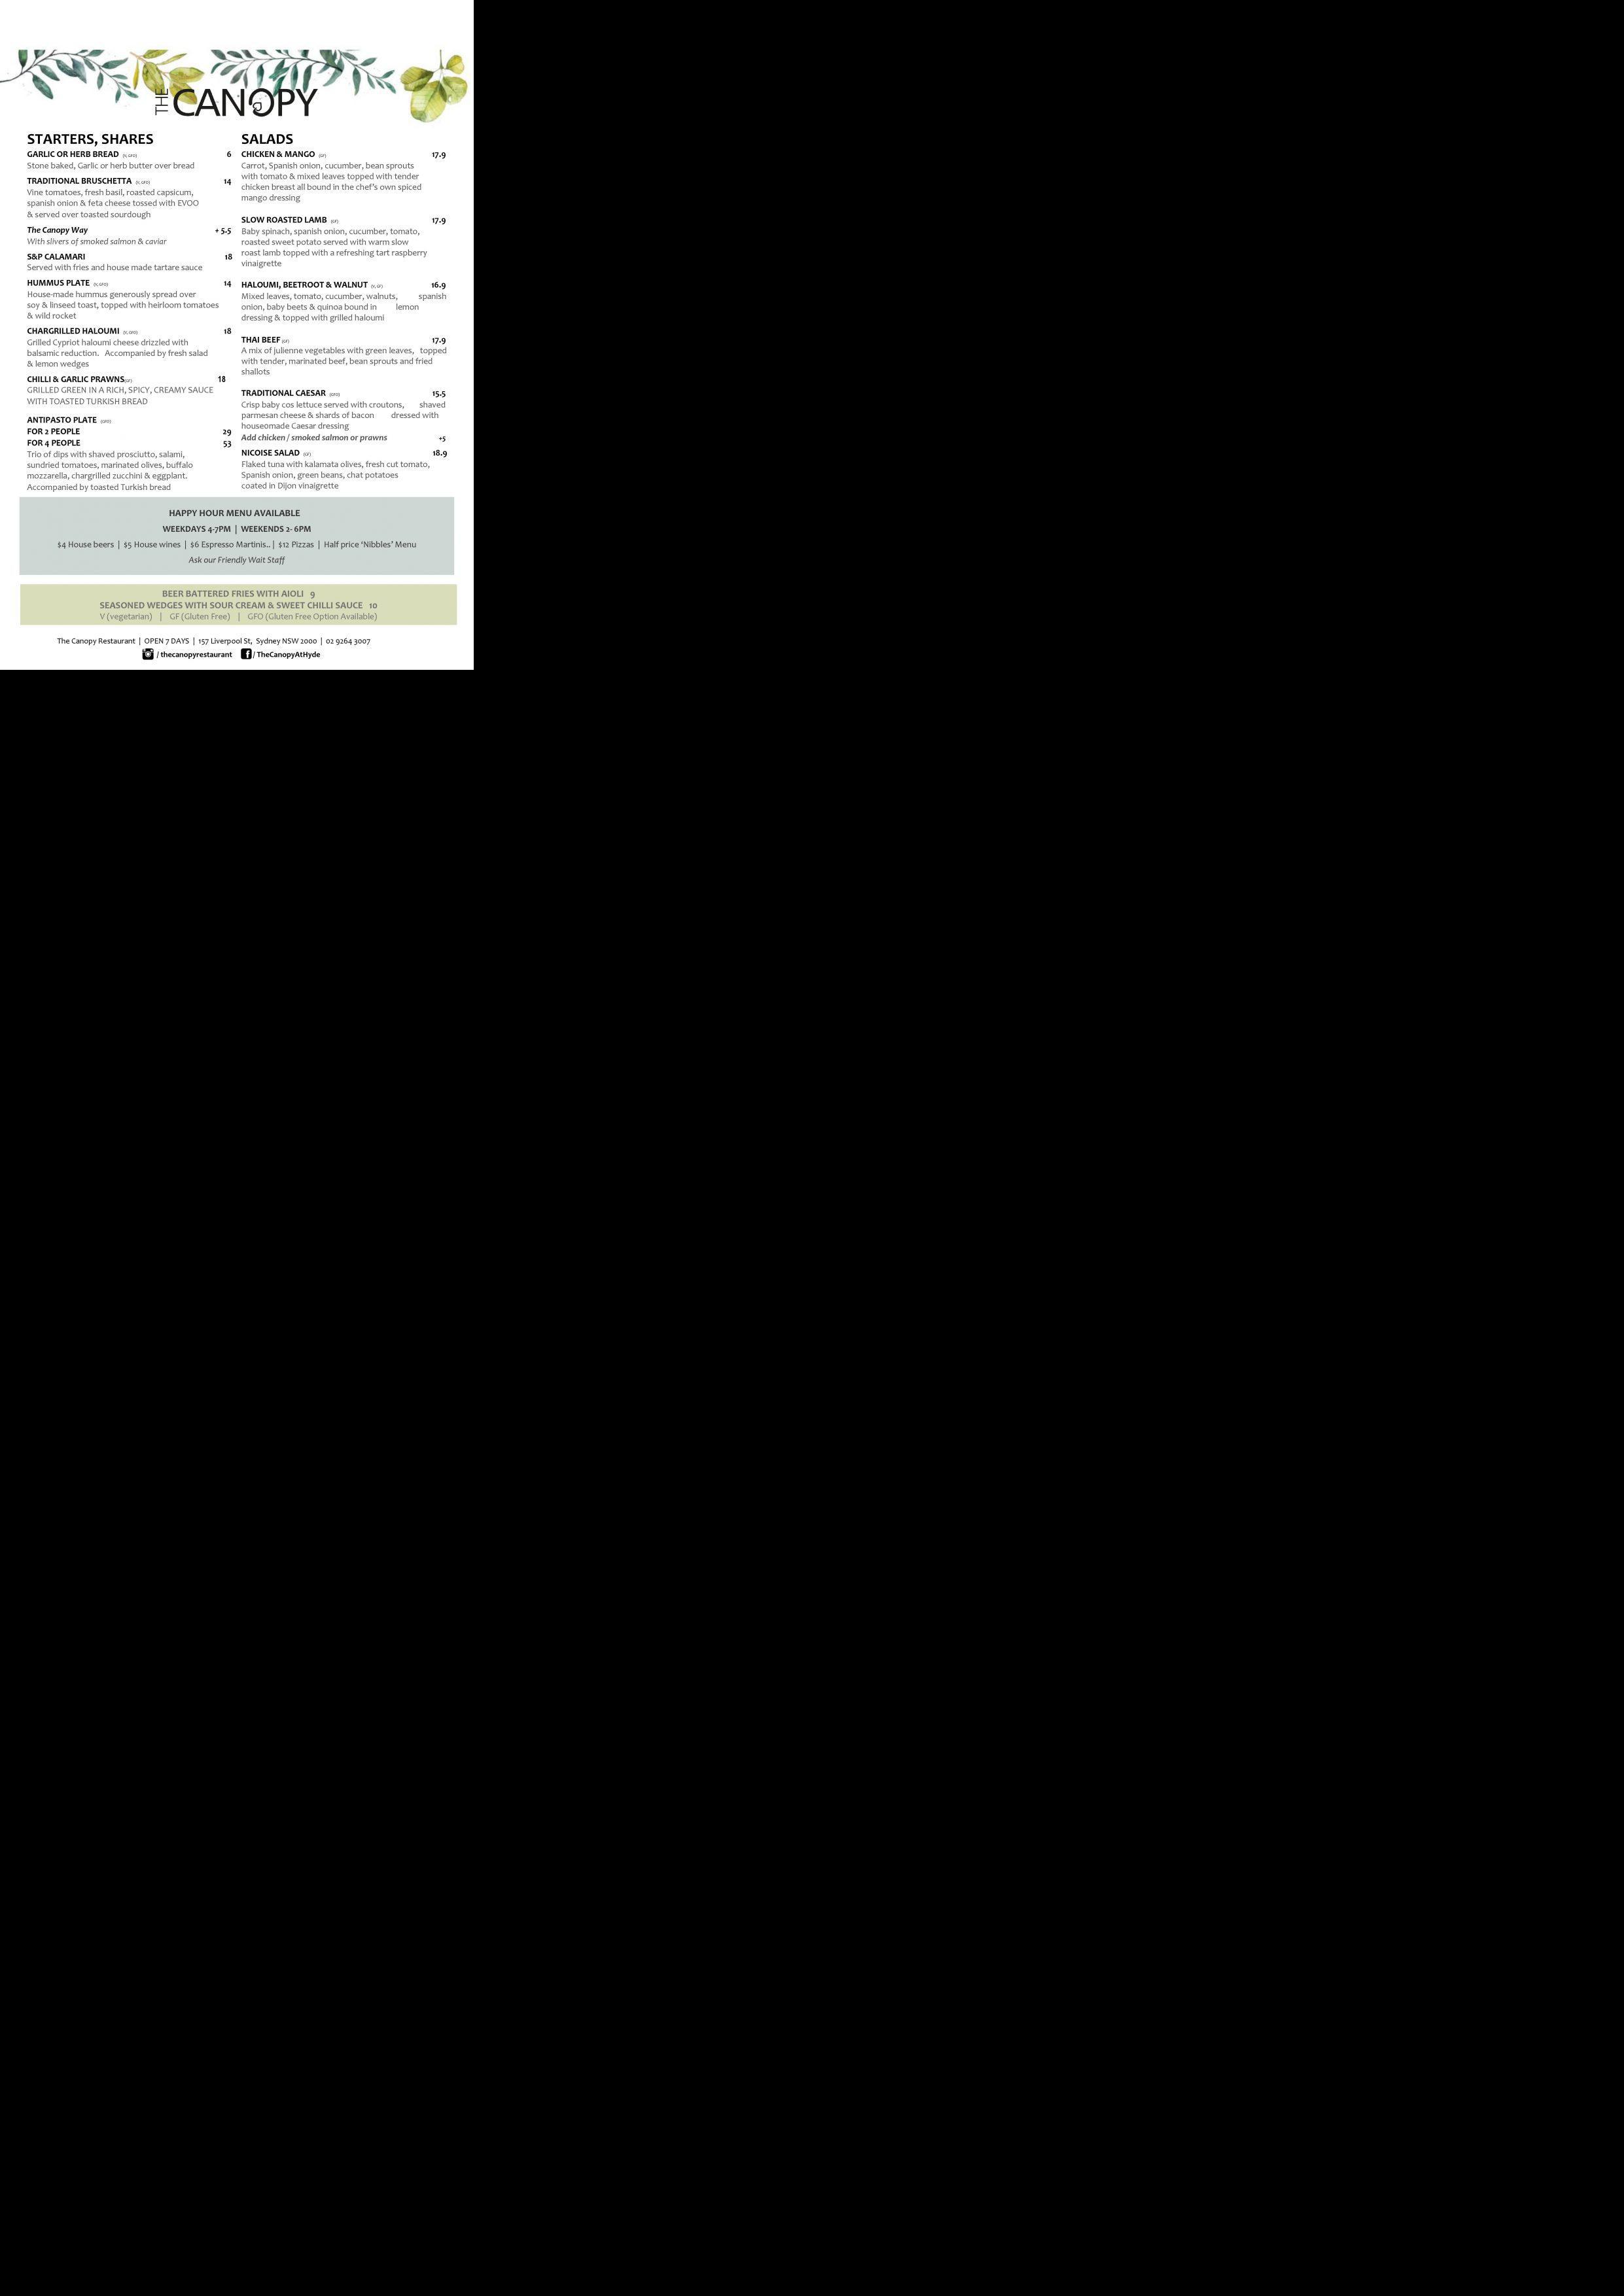 THE CANOPY
STARTERS, SHARES
GARLIC OR HERB BREAD (V, GFO) 6
Stone baked, Garlic or herb butter over bread
TRADITIONAL BRUSCHETTA (V, GFO) 14
Vine tomatoes, fresh basil, roasted capsicum,
spanish onion & feta cheese tossed with EVOO
& served over toasted sourdough
The Canopy Way + 5.5
With slivers of smoked salmon & caviar
S&P CALAMARI 18
Served with fries and house made tartare sauce
HUMMUS PLATE (V, GFO) 14
House-made hummus generously spread over
soy & linseed toast, topped with heirloom tomatoes
& wild rocket
CHARGRILLED HALOUMI (V, GFO) 18
Grilled Cypriot haloumi cheese drizzled with
balsamic reduction. Accompanied by fresh salad
& lemon wedges
CHILLI & GARLIC PRAWNS (GF) 18
GRILLED GREEN IN A RICH, SPICY, CREAMY SAUCE
WITH TOASTED TURKISH BREAD
ANTIPASTO PLATE (GFO)
FOR 2 PEOPLE 29
FOR 4 PEOPLE 53
Trio of dips with shaved prosciutto, salami,
sundried tomatoes, marinated olives, buffalo
mozzarella, chargrilled zucchini & eggplant.
Accompanied by toasted Turkish bread
SALADS
CHICKEN & MANGO (GF) 17.9
Carrot, Spanish onion, cucumber, bean sprouts
with tomato & mixed leaves topped with tender
chicken breast all bound in the chef's own spiced
mango dressing
SLOW ROASTED LAMB (GF) 17.9
Baby spinach, spanish onion, cucumber, tomato,
roasted sweet potato served with warm slow
roast lamb topped with a refreshing tart raspberry
vinaigrette
HALOUMI, BEETROOT & WALNUT (V, GF) 16.9
Mixed leaves, tomato, cucumber, walnuts, spanish
onion, baby beets & quinoa bound in lemon
dressing & topped with grilled haloumi
THAI BEEF (GF) 17.9
A mix of julienne vegetables with green leaves, topped
with tender, marinated beef, bean sprouts and fried
shallots
TRADITIONAL CAESAR (GFO) 15.5
Crisp baby cos lettuce served with croutons, shaved
parmesan cheese & shards of bacon dressed with
houseomade Caesar dressing
Add chicken / smoked salmon or prawns +5
NICOISE SALAD (GF) 18.9
Flaked tuna with kalamata olives, fresh cut tomato,
Spanish onion, green beans, chat potatoes
coated in Dijon vinaigrette
HAPPY HOUR MENU AVAILABLE
WEEKDAYS 4-7PM | WEEKENDS 2- 6PM
$4 House beers | $5 House wines | $6 Espresso Martinis.. | $12 Pizzas | Half price ‘Nibbles’ Menu
Ask our Friendly Wait Staff
BEER BATTERED FRIES WITH AIOLI 9
SEASONED WEDGES WITH SOUR CREAM & SWEET CHILLI SAUCE 10
V (vegetarian) | GF (Gluten Free) | GFO (Gluten Free Option Available)
The Canopy Restaurant | OPEN 7 DAYS | 157 Liverpool St, Sydney NSW 2000 | 02 9264 3007
/ thecanopyrestaurant f / TheCanopyAtHyde